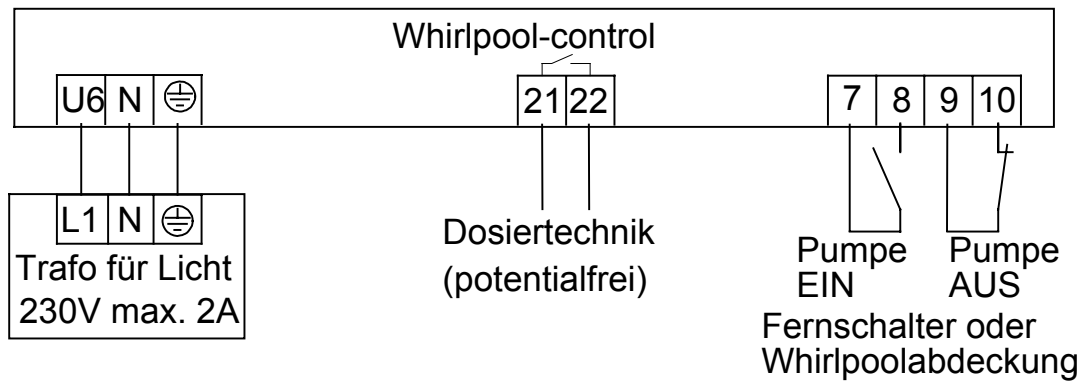 Whirlpool-control
U6 N
21 22
7 8 9 10
L1 N
Trafo für Licht
230V max. 2A
Dosiertechnik
(potentialfrei)
Pumpe
EIN
Pumpe
AUS
Fernschalter oder
Whirlpoolabdeckung